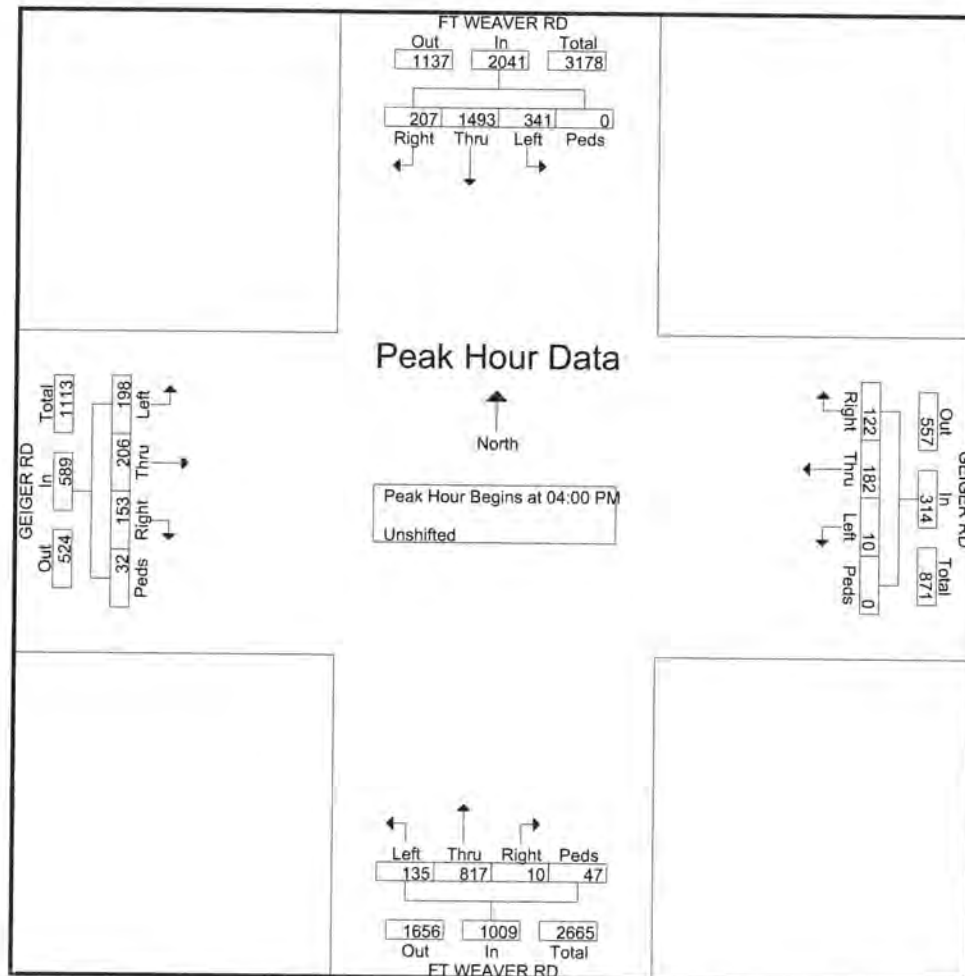 FT WEAVER RD
Out In Total
1137 2041 3178
207 1493 341 0
Right Thru Left Peds
Peak Hour Data
North
Peak Hour Begins at 04:00 PM
Unshifted
GEIGER RD
Total In Out
1113 589 524
198 206 153 32
Left Thru Right Peds
Right Thru Left Peds
122 182 10 0
Out In Total
557 314 871
GEIGER RD
Left Thru Right Peds
135 817 10 47
1656 1009 2665
Out In Total
FT WEAVER RD